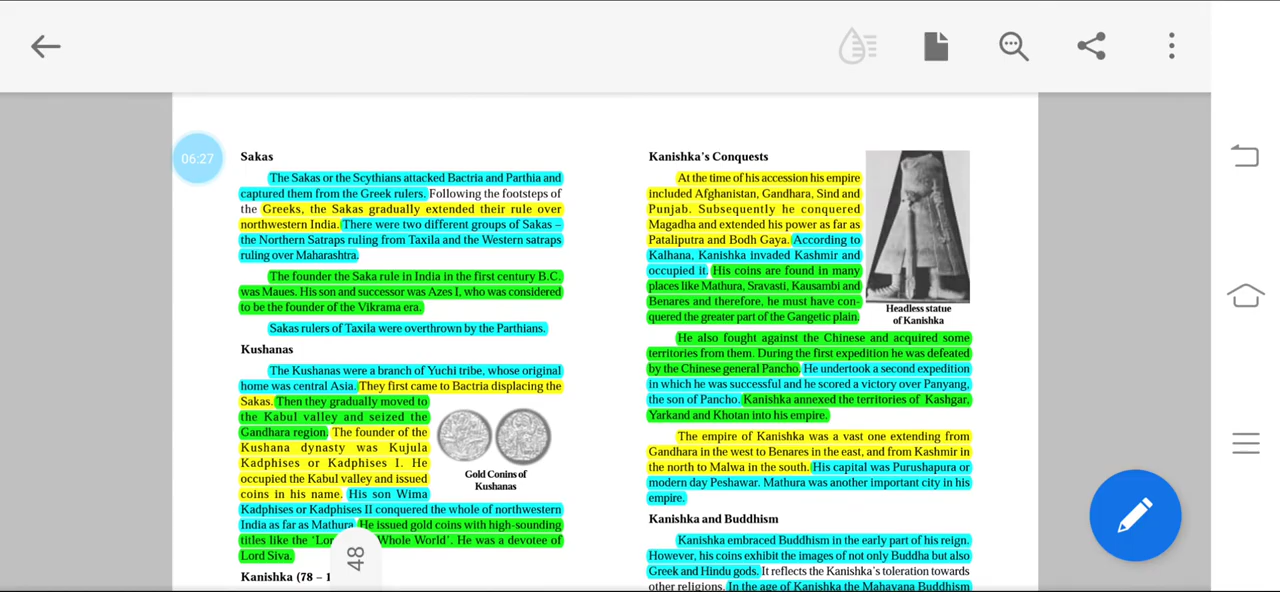 06:27
Sakas
The Sakas or the Scythians attacked Bactria and Parthia and
captured them from the Greek rulers. Following the footsteps of
the Greeks, the Sakas gradually extended their rule over
northwestern India. There were two different groups of Sakas –
the Northern Satraps ruling from Taxila and the Western satraps
ruling over Maharashtra.
The founder the Saka rule in India in the first century B.C.
was Maues. His son and successor was Azes I, who was considered
to be the founder of the Vikrama era.
Sakas rulers of Taxila were overthrown by the Parthians.
Kushanas
The Kushanas were a branch of Yuchi tribe, whose original
home was central Asia. They first came to Bactria displacing the
Sakas. Then they gradually moved to
the Kabul valley and seized the
Gandhara region. The founder of the
Kushana dynasty was Kujula
Kadphises or Kadphises I. He
occupied the Kabul valley and issued
coins in his name. His son Wima
Gold Conins of
Kushanas
Kadphises or Kadphises II conquered the whole of northwestern
India as far as Mathura. He issued gold coins with high-sounding
titles like the ‘Lor Whole World’. He was a devotee of
Lord Siva.
Kanishka (78 – 1
48
Kanishka's Conquests
At the time of his accession his empire
included Afghanistan, Gandhara, Sind and
Punjab. Subsequently he conquered
Magadha and extended his power as far as
Pataliputra and Bodh Gaya. According to
Kalhana, Kanishka invaded Kashmir and
occupied it. His coins are found in many
places like Mathura, Sravasti, Kausambi and
Benares and therefore, he must have con-
quered the greater part of the Gangetic plain.
Headless statue
of Kanishka
He also fought against the Chinese and acquired some
territories from them. During the first expedition he was defeated
by the Chinese general Pancho. He undertook a second expedition
in which he was successful and he scored a victory over Panyang,
the son of Pancho. Kanishka annexed the territories of Kashgar,
Yarkand and Khotan into his empire.
The empire of Kanishka was a vast one extending from
Gandhara in the west to Benares in the east, and from Kashmir in
the north to Malwa in the south. His capital was Purushapura or
modern day Peshawar. Mathura was another important city in his
empire.
Kanishka and Buddhism
Kanishka embraced Buddhism in the early part of his reign.
However, his coins exhibit the images of not only Buddha but also
Greek and Hindu gods. It reflects the Kanishka's toleration towards
other religions. In the age of Kanishka the Mahayana Buddhism